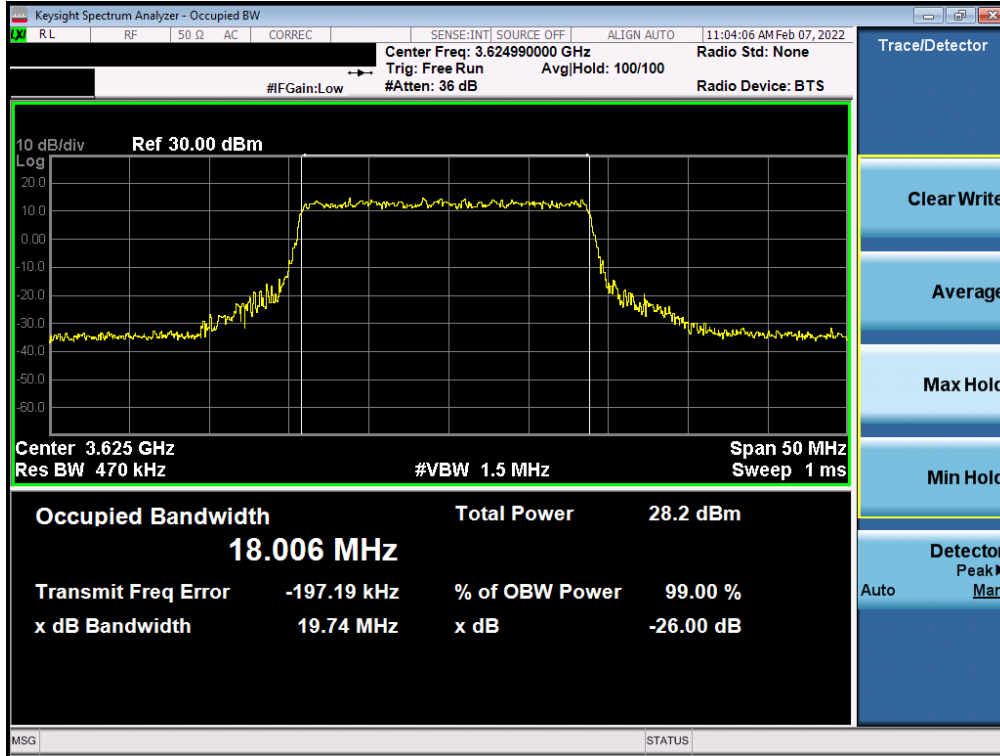 Keysight Spectrum Analyzer - Occupied BW
LXI RL RF 50 Ω AC CORREC SENSE:INT SOURCE OFF ALIGN AUTO 11:04:06 AM Feb 07, 2022
Center Freq: 3.624990000 GHz Radio Std: None
Trig: Free Run Avg|Hold: 100/100
#IFGain:Low #Atten: 36 dB Radio Device: BTS
Trace/Detector
10 dB/div Ref 30.00 dBm
Log
20.0
10.0
0.00
-10.0
-20.0
-30.0
-40.0
-50.0
-60.0
Center 3.625 GHz Span 50 MHz
Res BW 470 kHz #VBW 1.5 MHz Sweep 1 ms
Occupied Bandwidth Total Power 28.2 dBm
18.006 MHz
Transmit Freq Error -197.19 kHz % of OBW Power 99.00 %
x dB Bandwidth 19.74 MHz x dB -26.00 dB
Clear Write
Average
Max Hold
Min Hold
Detector
Peak
Auto Man
MSG STATUS